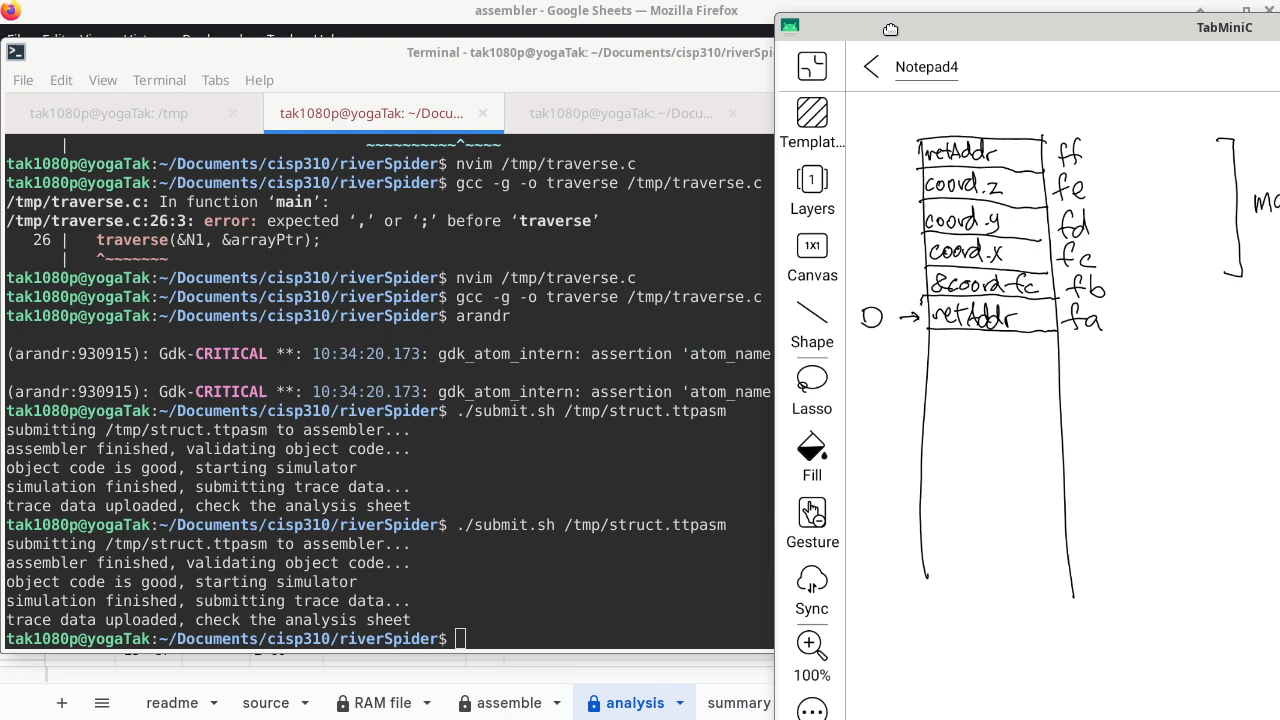 assembler - Google Sheets — Mozilla Firefox
Terminal - tak1080p@yogaTak: ~/Documents/cisp310/riverSpi
File Edit View Terminal Tabs Help
tak1080p@yogaTak: /tmp
tak1080p@yogaTak: ~/Docu...
tak1080p@yogaTak: ~/Docu...
| ~~~~~~~~~~^~~~~
tak1080p@yogaTak:~/Documents/cisp310/riverSpider$ nvim /tmp/traverse.c
tak1080p@yogaTak:~/Documents/cisp310/riverSpider$ gcc -g -o traverse /tmp/traverse.c
/tmp/traverse.c: In function ‘main’:
/tmp/traverse.c:26:3: error: expected ‘,’ or ‘;’ before ‘traverse’
26 | traverse(&N1, &arrayPtr);
| ^~~~~~~~
tak1080p@yogaTak:~/Documents/cisp310/riverSpider$ nvim /tmp/traverse.c
tak1080p@yogaTak:~/Documents/cisp310/riverSpider$ gcc -g -o traverse /tmp/traverse.c
tak1080p@yogaTak:~/Documents/cisp310/riverSpider$ arandr
(arandr:930915): Gdk-CRITICAL **: 10:34:20.173: gdk_atom_intern: assertion 'atom_name
(arandr:930915): Gdk-CRITICAL **: 10:34:20.173: gdk_atom_intern: assertion 'atom_name
tak1080p@yogaTak:~/Documents/cisp310/riverSpider$ ./submit.sh /tmp/struct.ttpasm
submitting /tmp/struct.ttpasm to assembler...
assembler finished, validating object code...
object code is good, starting simulator
simulation finished, submitting trace data...
trace data uploaded, check the analysis sheet
tak1080p@yogaTak:~/Documents/cisp310/riverSpider$ ./submit.sh /tmp/struct.ttpasm
submitting /tmp/struct.ttpasm to assembler...
assembler finished, validating object code...
object code is good, starting simulator
simulation finished, submitting trace data...
trace data uploaded, check the analysis sheet
tak1080p@yogaTak:~/Documents/cisp310/riverSpider$
+ readme source RAM file assemble analysis summary
TabMiniC
Notepad4
Templat...
1
Layers
1X1
Canvas
Shape
Lasso
Fill
Gesture
Sync
100%
retAddr ff
coord.z fe
coord.y fd
coord.x fc
&coord=fc fb
D → retAddr fa